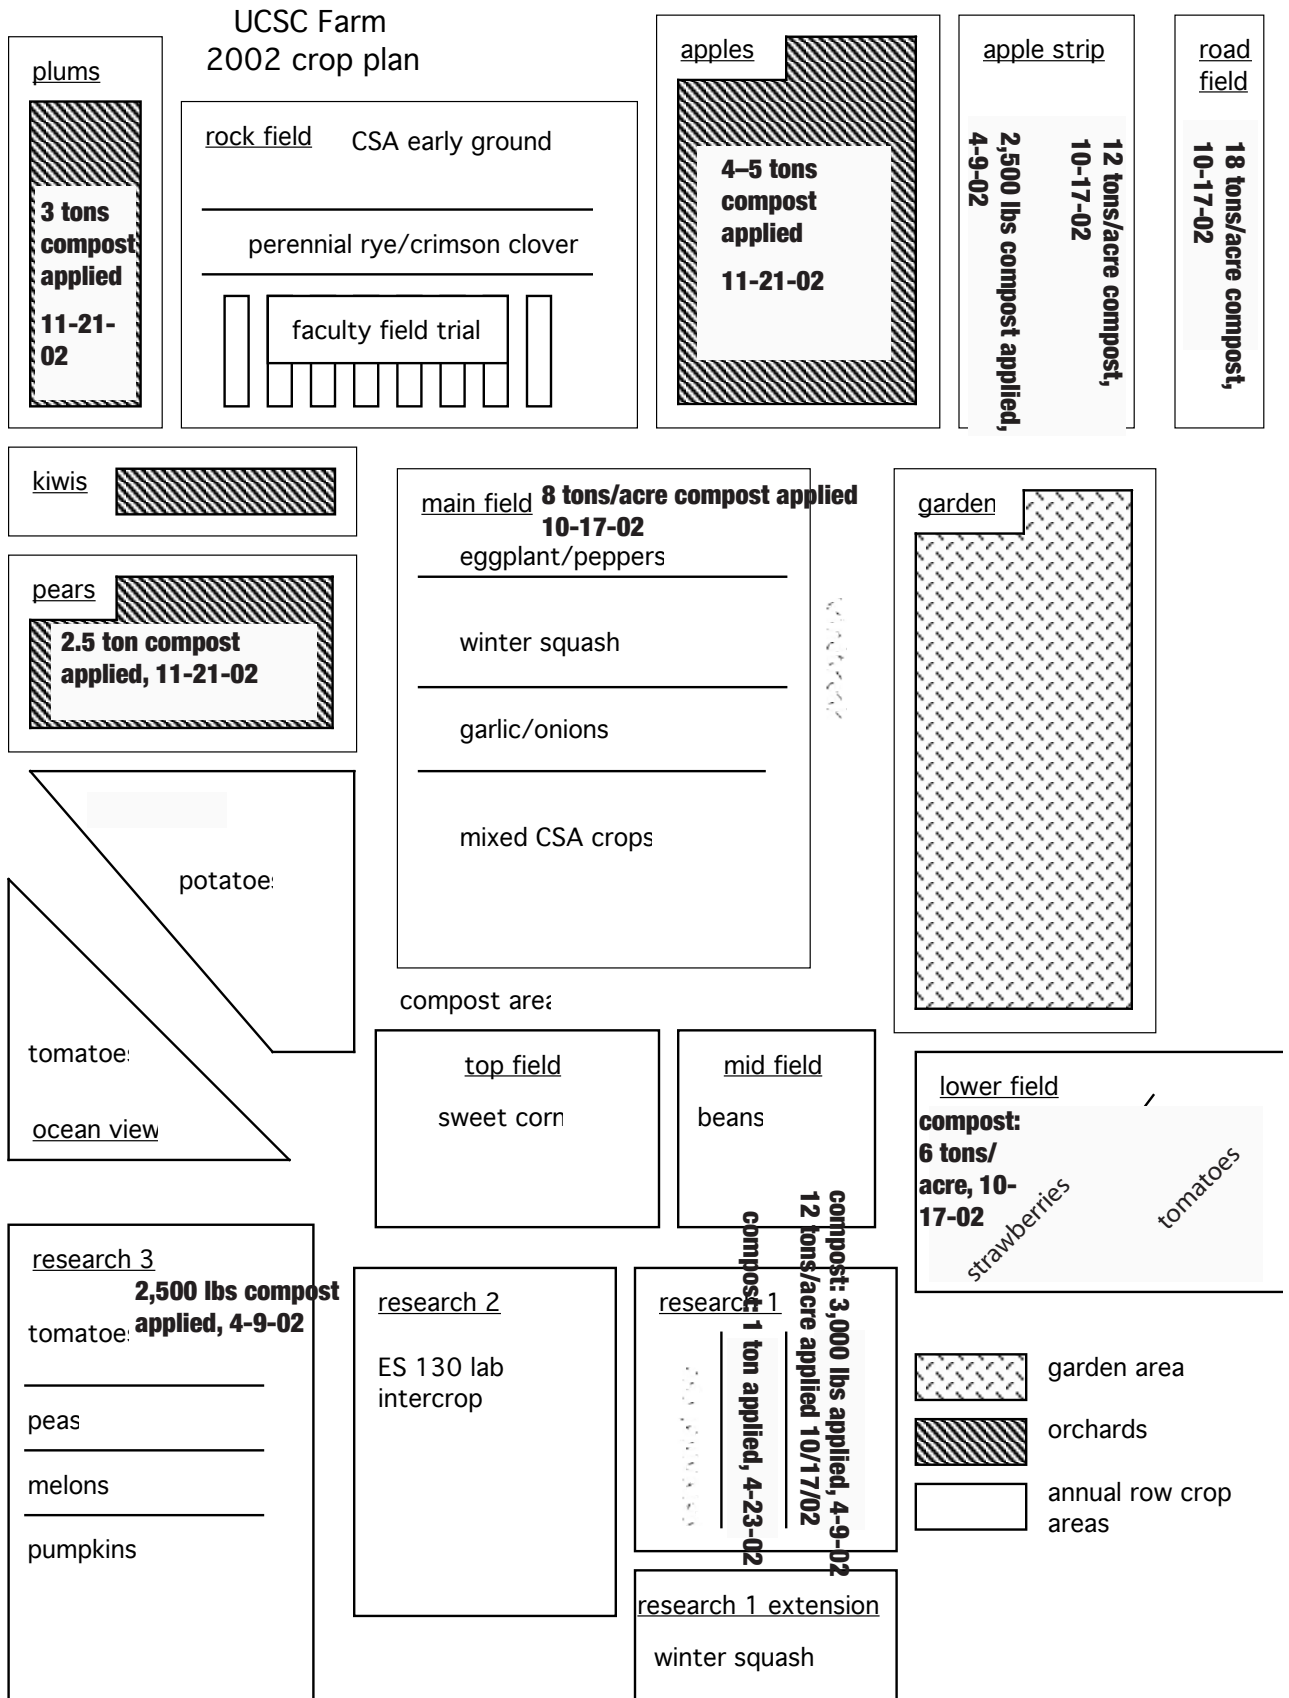 UCSC Farm
2002 crop plan
plums
3 tons
compost
applied
11-21-
02
rock field
CSA early ground
perennial rye/crimson clover
faculty field trial
apples
4–5 tons
compost
applied
11-21-02
apple strip
12 tons/acre compost,
10-17-02
2,500 lbs compost applied,
4-9-02
road
field
18 tons/acre compost,
10-17-02
kiwis
pears
2.5 ton compost
applied, 11-21-02
main field
8 tons/acre compost applied
10-17-02
eggplant/peppers
winter squash
garlic/onions
mixed CSA crops
garden
potatoes
tomatoes
ocean view
compost area
top field
sweet corn
mid field
beans
lower field
compost:
6 tons/
acre, 10-
17-02
strawberries
tomatoes
research 3
2,500 lbs compost
applied, 4-9-02
tomatoes
peas
melons
pumpkins
research 2
ES 130 lab
intercrop
research 1
compost: 3,000 lbs applied, 4-9-02
12 tons/acre applied 10/17/02
compost: 1 ton applied, 4-23-02
research 1 extension
winter squash
garden area
orchards
annual row crop
areas